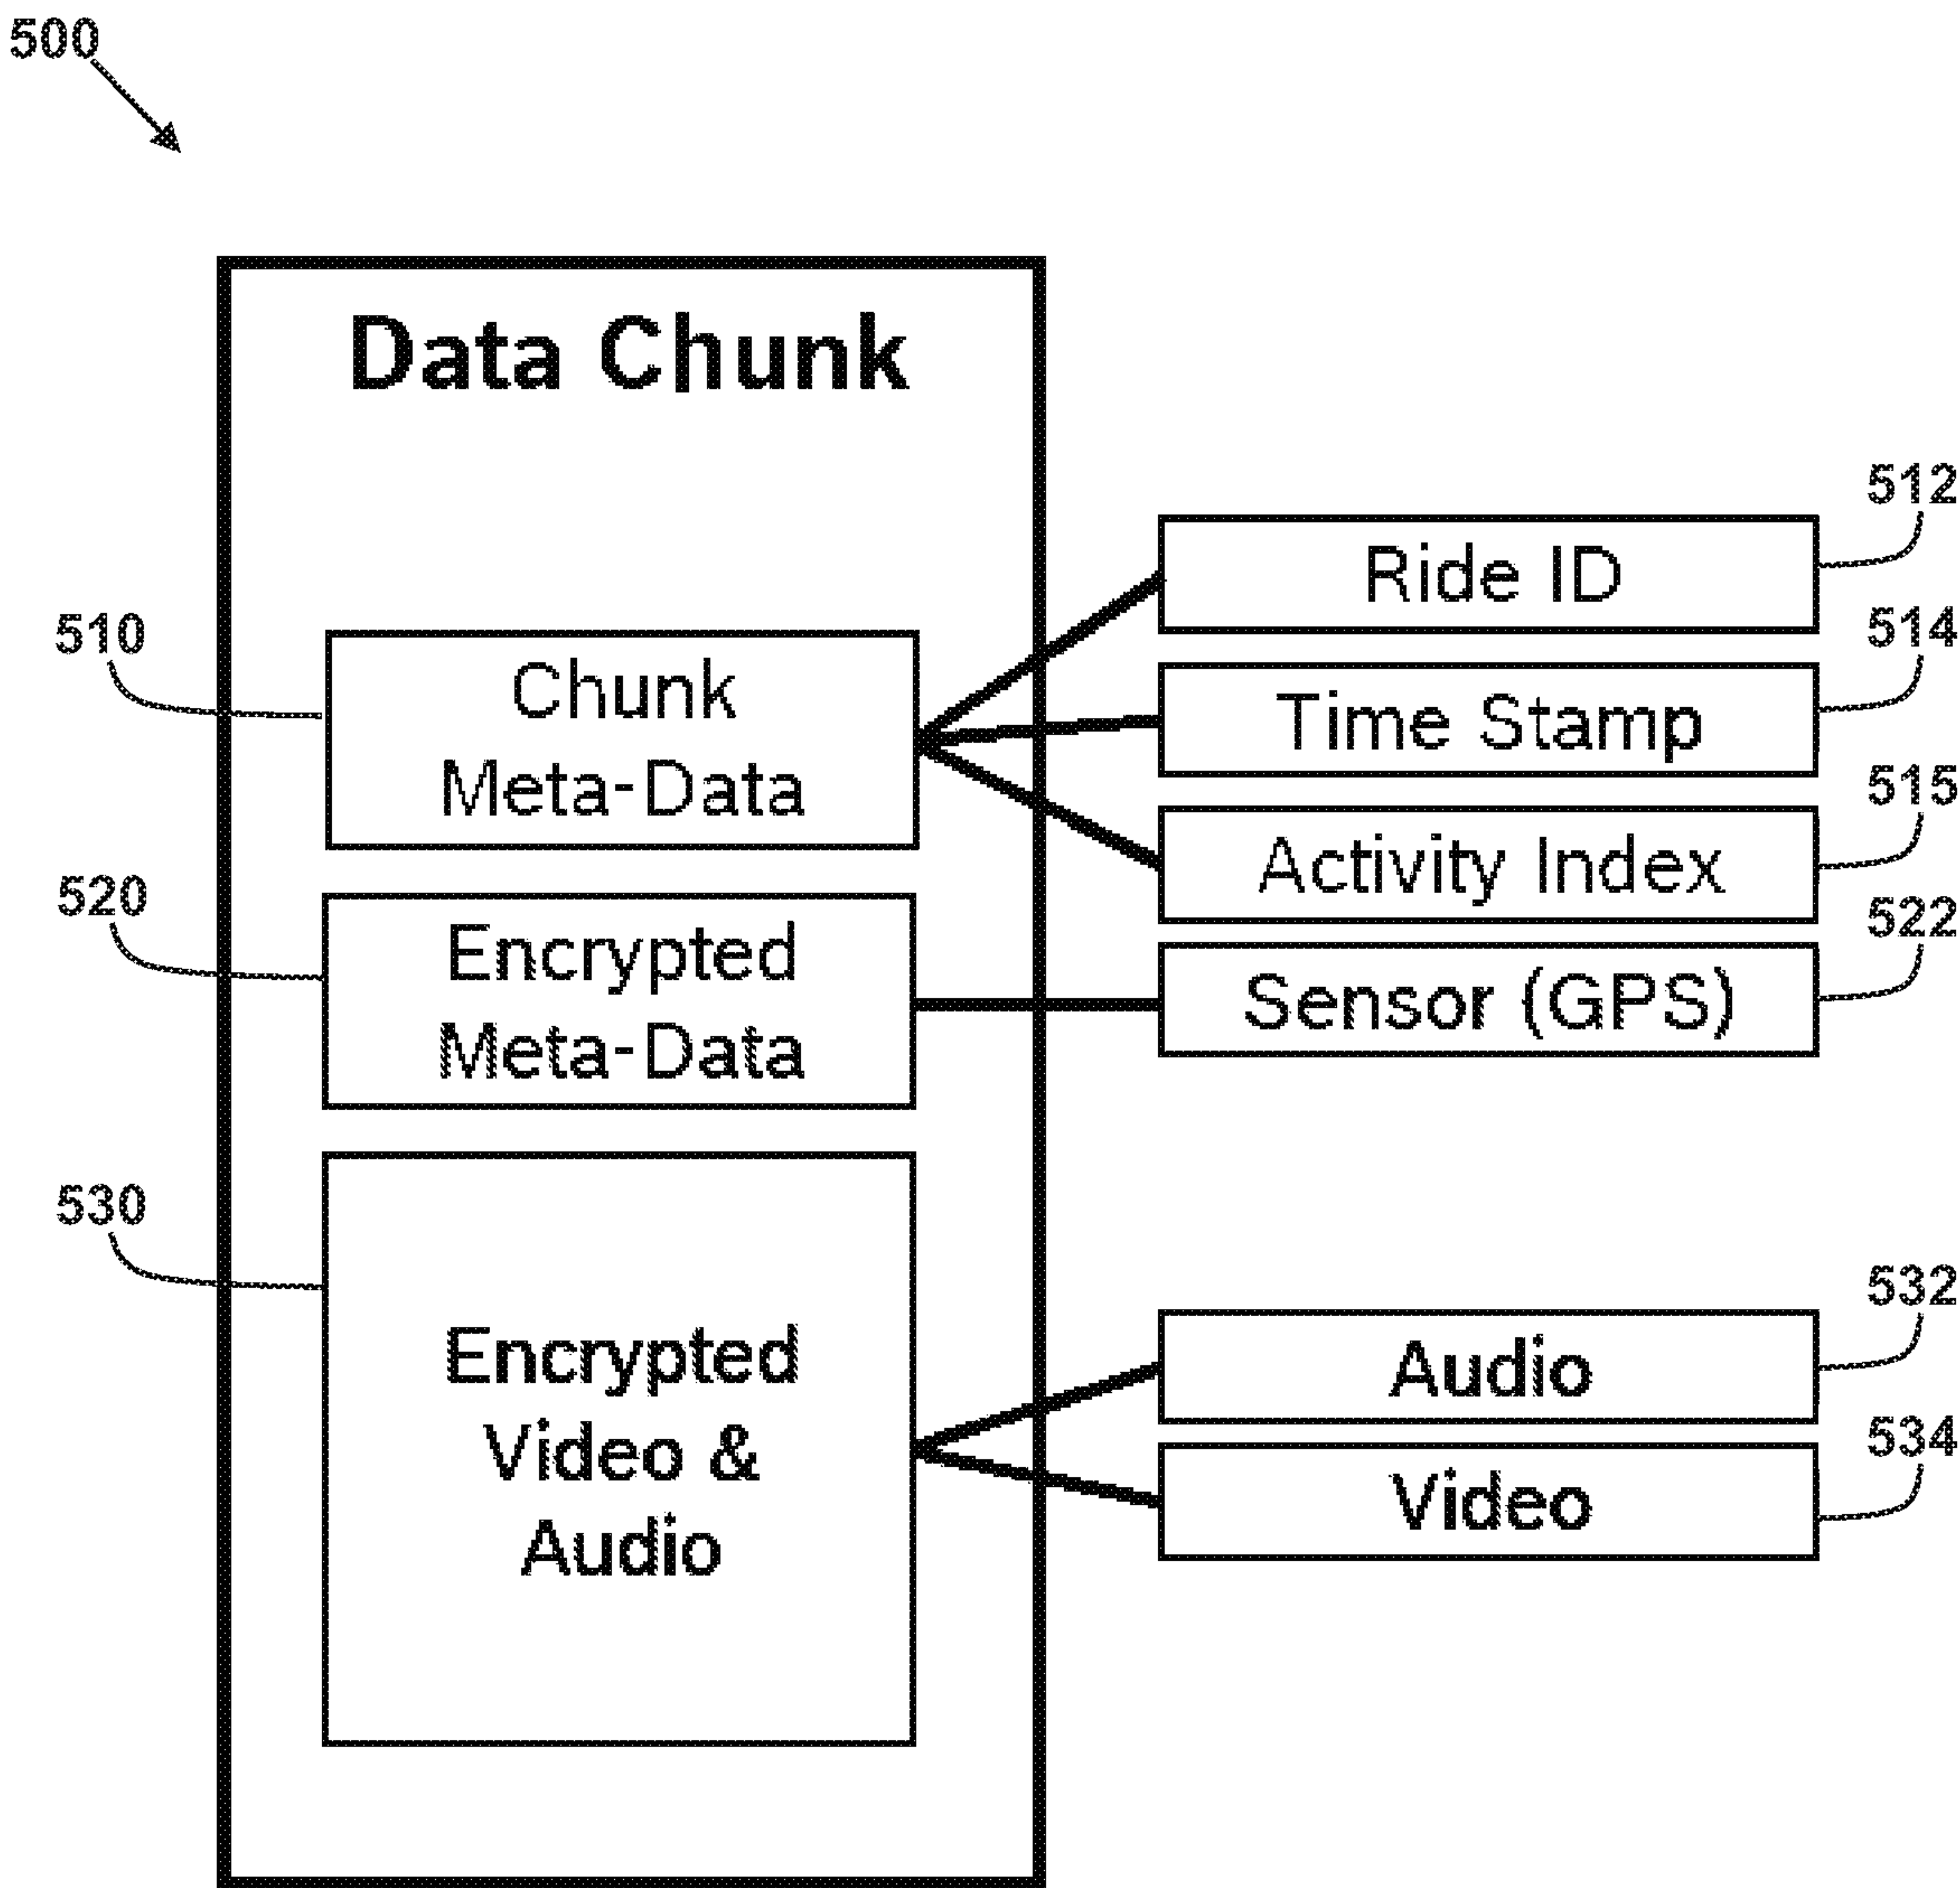 500
Data Chunk
512
Ride ID
510
514
Chunk
Meta-Data
Time Stamp
515
Activity Index
520
522
Encrypted
Meta-Data
Sensor (GPS)
530
532
Encrypted
Video &
Audio
Audio
534
Video